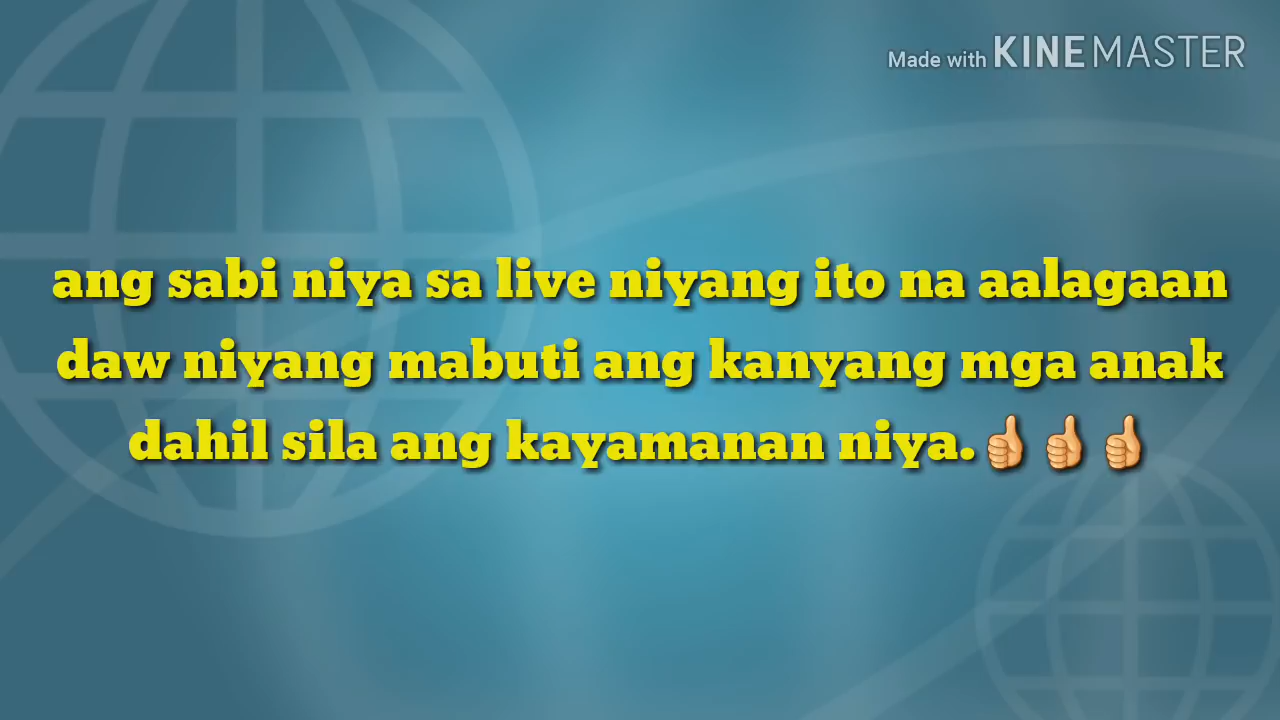 Made with KINEMASTER
ang sabi niya sa live niyang ito na aalagaan
daw niyang mabuti ang kanyang mga anak
dahil sila ang kayamanan niya.👍👍👍